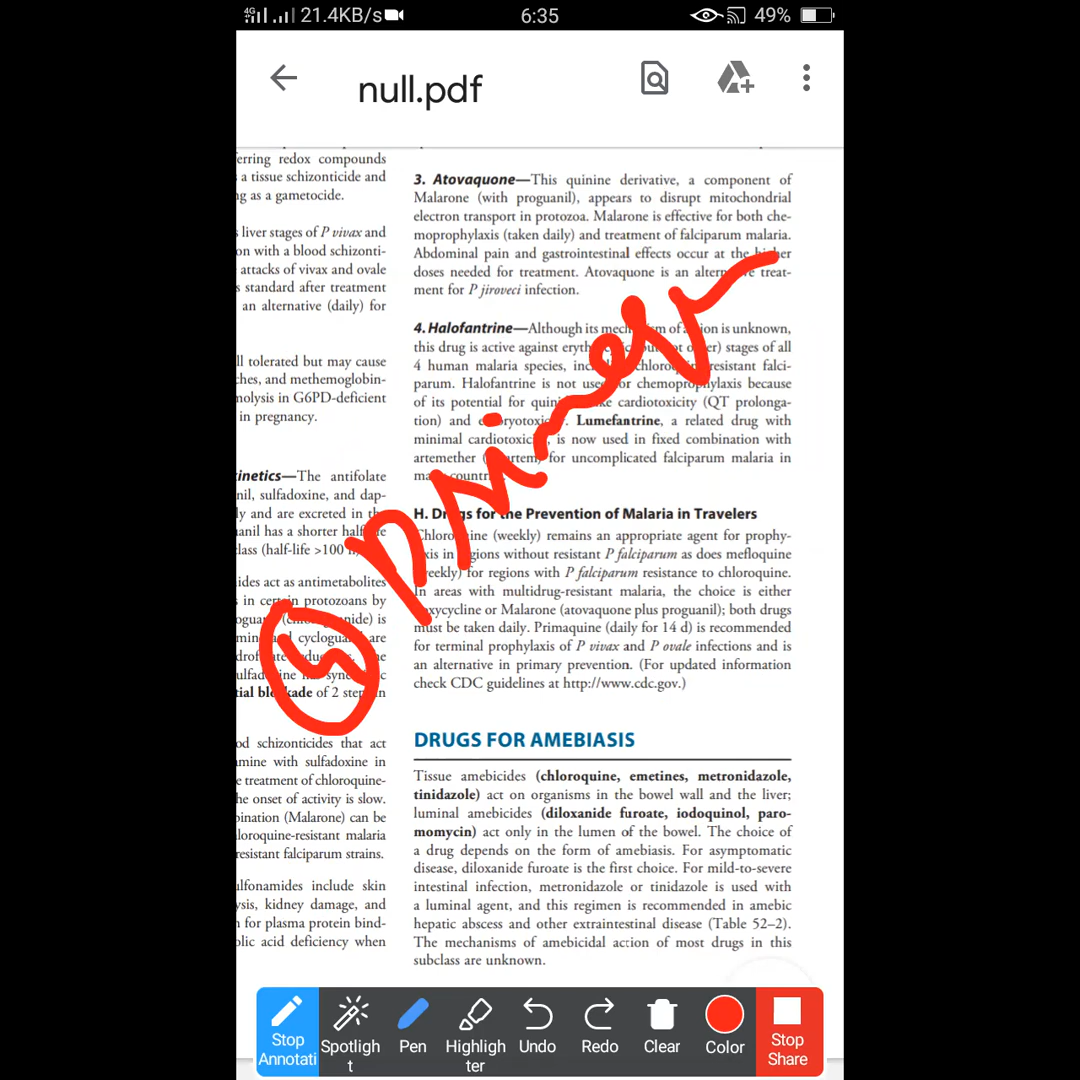 4G 21.4KB/s 6:35 49%
null.pdf
erring redox compounds
a tissue schizonticide and
ng as a gametocide.
liver stages of P vivax and
on with a blood schizonti-
attacks of vivax and ovale
s standard after treatment
an alternative (daily) for
ll tolerated but may cause
ches, and methemoglobin-
molysis in G6PD-deficient
in pregnancy.
inetics—The antifolate
nil, sulfadoxine, and dap-
ly and are excreted in the
anil has a shorter half-life
class (half-life >100 h)
ides act as antimetabolites
s in certain protozoans by
is
cycloguanil are
The
ulfadoxine
tial blockade of 2 steps in
od schizonticides that act
mine with sulfadoxine in
e treatment of chloroquine-
he onset of activity is slow.
bination (Malarone) can be
loroquine-resistant malaria
resistant falciparum strains.
lfonamides include skin
ysis, kidney damage, and
n for plasma protein bind-
olic acid deficiency when
3. Atovaquone—This quinine derivative, a component of
Malarone (with proguanil), appears to disrupt mitochondrial
electron transport in protozoa. Malarone is effective for both che-
moprophylaxis (taken daily) and treatment of falciparum malaria.
Abdominal pain and gastrointestinal effects occur at the higher
doses needed for treatment. Atovaquone is an alternative treat-
ment for P jiroveci infection.
4. Halofantrine—Although its mechanism of action is unknown,
this drug is active against erythrocytic (but not other) stages of all
4 human malaria species, including chloroquine-resistant falci-
parum. Halofantrine is not used for chemoprophylaxis because
of its potential for quinidine-like cardiotoxicity (QT prolonga-
tion) and embryotoxicity. Lumefantrine, a related drug with
minimal cardiotoxicity, is now used in fixed combination with
artemether (Coartem) for uncomplicated falciparum malaria in
many countries.
H. Drugs for the Prevention of Malaria in Travelers
Chloroquine (weekly) remains an appropriate agent for prophy-
laxis in regions without resistant P falciparum as does mefloquine
(weekly) for regions with P falciparum resistance to chloroquine.
In areas with multidrug-resistant malaria, the choice is either
doxycycline or Malarone (atovaquone plus proguanil); both drugs
must be taken daily. Primaquine (daily for 14 d) is recommended
for terminal prophylaxis of P vivax and P ovale infections and is
an alternative in primary prevention. (For updated information
check CDC guidelines at http://www.cdc.gov.)
DRUGS FOR AMEBIASIS
Tissue amebicides (chloroquine, emetines, metronidazole,
tinidazole) act on organisms in the bowel wall and the liver;
luminal amebicides (diloxanide furoate, iodoquinol, paro-
momycin) act only in the lumen of the bowel. The choice of
a drug depends on the form of amebiasis. For asymptomatic
disease, diloxanide furoate is the first choice. For mild-to-severe
intestinal infection, metronidazole or tinidazole is used with
a luminal agent, and this regimen is recommended in amebic
hepatic abscess and other extraintestinal disease (Table 52–2).
The mechanisms of amebicidal action of most drugs in this
subclass are unknown.
Stop Annotati
Spotligh
t
Pen
Highligh
ter
Undo
Redo
Clear
Color
Stop
Share